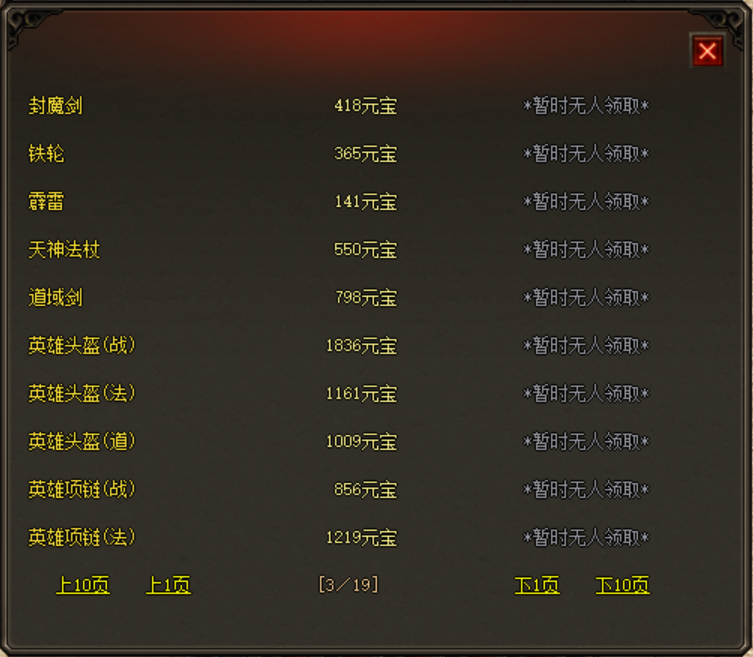 封魔剑 418元宝 *暂时无人领取*
铁轮 365元宝 *暂时无人领取*
霹雷 141元宝 *暂时无人领取*
天神法杖 550元宝 *暂时无人领取*
道域剑 798元宝 *暂时无人领取*
英雄头盔(战) 1836元宝 *暂时无人领取*
英雄头盔(法) 1161元宝 *暂时无人领取*
英雄头盔(道) 1009元宝 *暂时无人领取*
英雄项链(战) 856元宝 *暂时无人领取*
英雄项链(法) 1219元宝 *暂时无人领取*
上10页 上1页 [3/19] 下1页 下10页